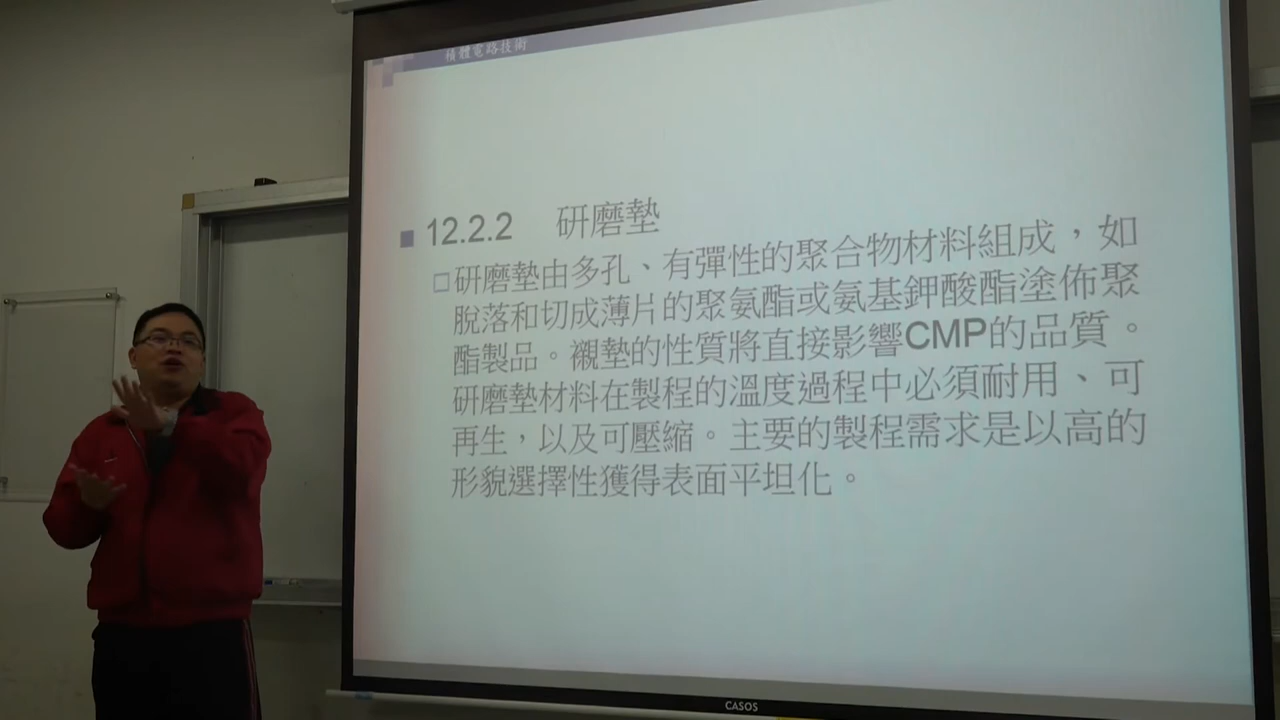 積體電路技術
12.2.2 研磨墊
研磨墊由多孔、有彈性的聚合物材料組成，如
脫落和切成薄片的聚氨酯或氨基鉀酸酯塗佈聚
酯製品。襯墊的性質將直接影響CMP的品質。
研磨墊材料在製程的溫度過程中必須耐用、可
再生，以及可壓縮。主要的製程需求是以高的
形貌選擇性獲得表面平坦化。
CASOS